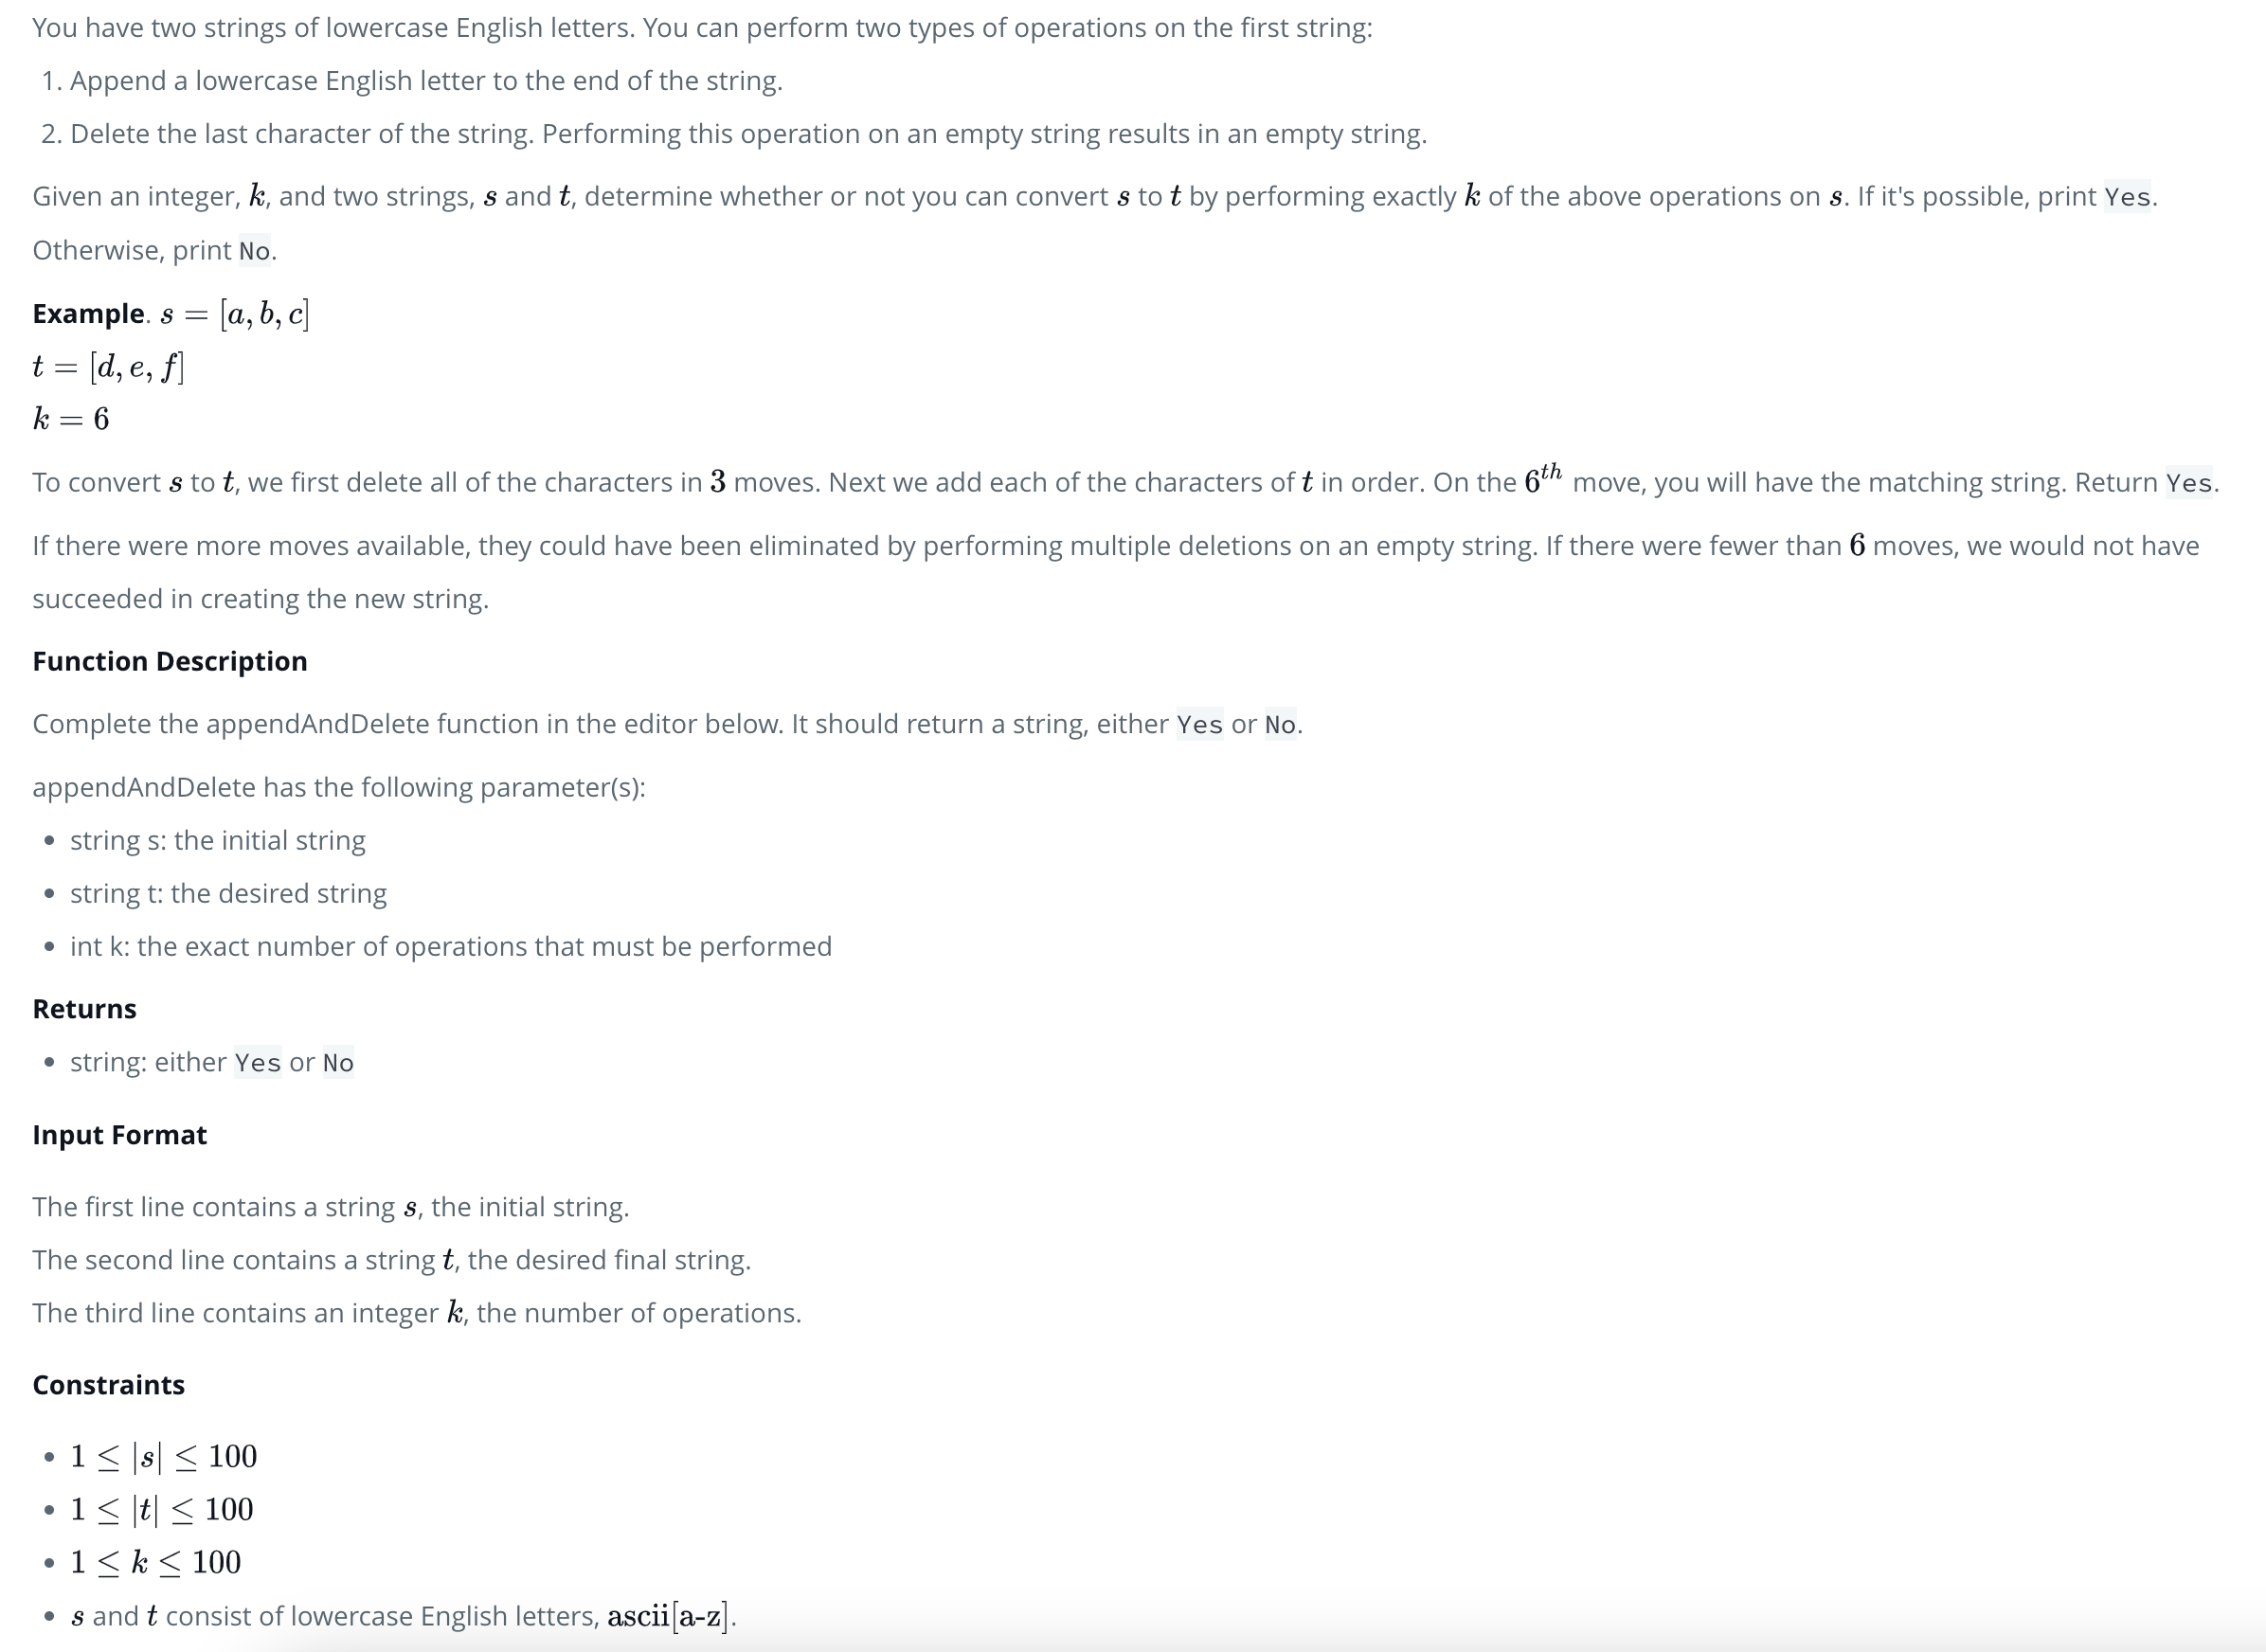 You have two strings of lowercase English letters. You can perform two types of operations on the first string:
1. Append a lowercase English letter to the end of the string.
2. Delete the last character of the string. Performing this operation on an empty string results in an empty string.
Given an integer, k, and two strings, s and t, determine whether or not you can convert s to t by performing exactly k of the above operations on s. If it's possible, print Yes.
Otherwise, print No.
Example. s = [a, b, c]
t = [d, e, f]
k = 6
To convert s to t, we first delete all of the characters in 3 moves. Next we add each of the characters of t in order. On the 6th move, you will have the matching string. Return Yes.
If there were more moves available, they could have been eliminated by performing multiple deletions on an empty string. If there were fewer than 6 moves, we would not have
succeeded in creating the new string.
Function Description
Complete the appendAndDelete function in the editor below. It should return a string, either Yes or No.
appendAndDelete has the following parameter(s):
• string s: the initial string
• string t: the desired string
• int k: the exact number of operations that must be performed
Returns
• string: either Yes or No
Input Format
The first line contains a string s, the initial string.
The second line contains a string t, the desired final string.
The third line contains an integer k, the number of operations.
Constraints
• 1 ≤ |s| ≤ 100
• 1 ≤ |t| ≤ 100
• 1 ≤ k ≤ 100
• s and t consist of lowercase English letters, ascii[a-z].